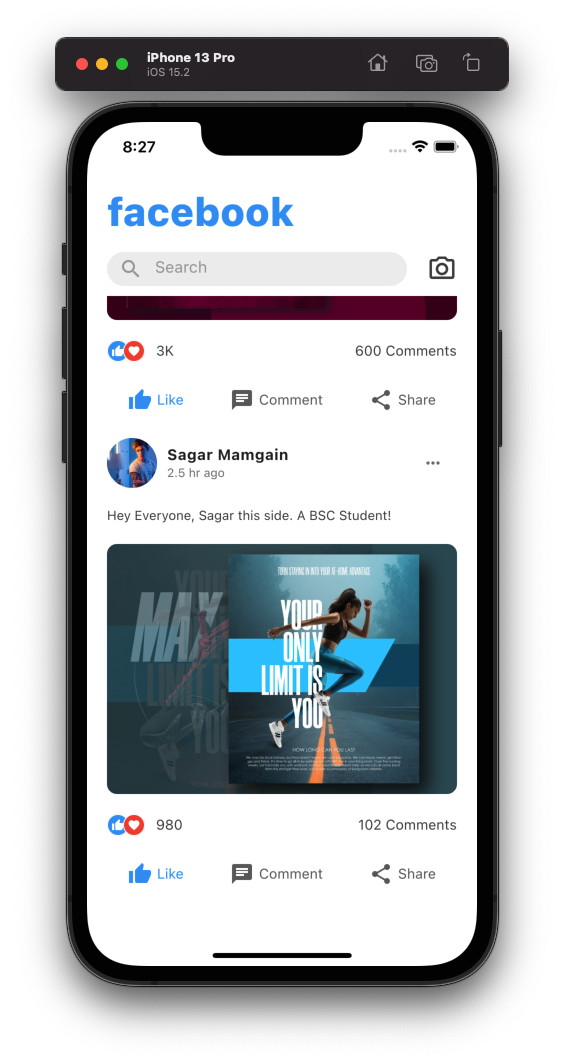 iPhone 13 Pro
iOS 15.2
8:27
facebook
Search
3K
600 Comments
Like
Comment
Share
Sagar Mamgain
2.5 hr ago
Hey Everyone, Sagar this side. A BSC Student!
TURN STAYING IN INTO YOUR AT-HOME ADVANTAGE
MAX
YOUR
ONLY
LIMIT IS
YOU
HOW LONG CAN YOU LAST
980
102 Comments
Like
Comment
Share